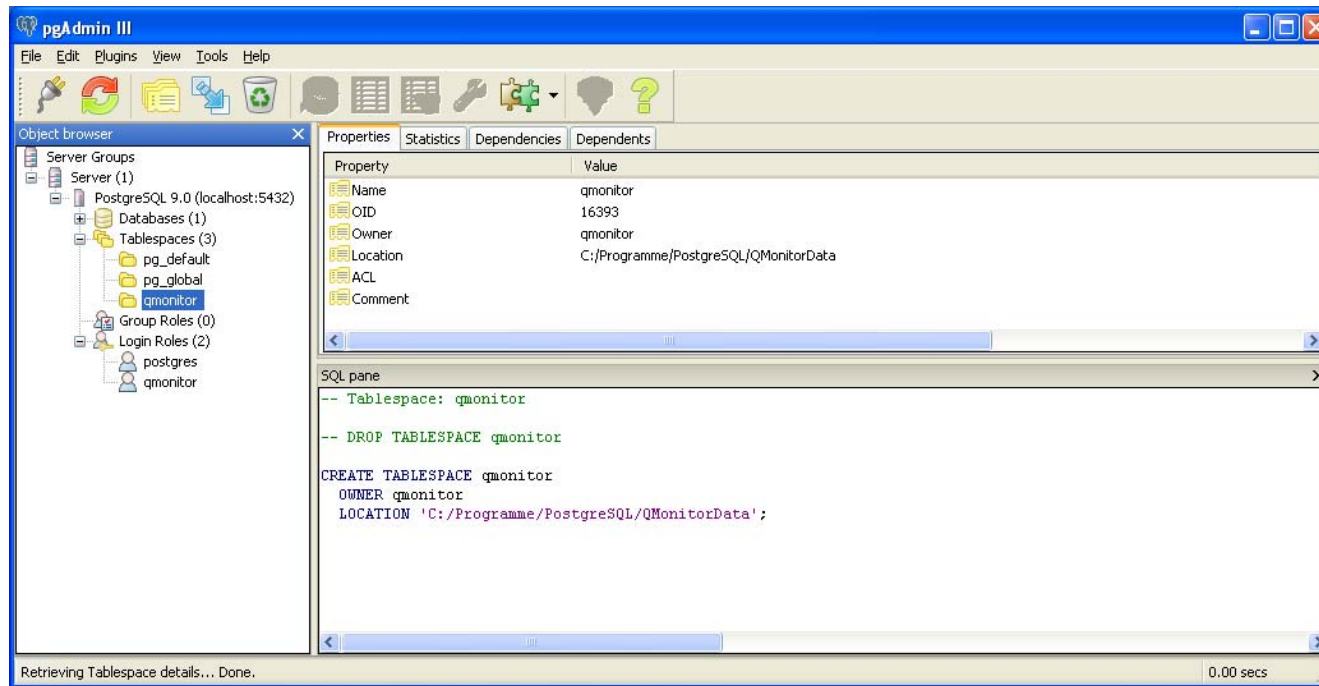 pgAdmin III
File Edit Plugins View Tools Help
Object browser
Server Groups
Server (1)
PostgreSQL 9.0 (localhost:5432)
Databases (1)
Tablespaces (3)
pg_default
pg_global
qmonitor
Group Roles (0)
Login Roles (2)
postgres
qmonitor
Properties Statistics Dependencies Dependents
Property Value
Name qmonitor
OID 16393
Owner qmonitor
Location C:/Programme/PostgreSQL/QMonitorData
ACL
Comment
SQL pane
-- Tablespace: qmonitor
-- DROP TABLESPACE qmonitor
CREATE TABLESPACE qmonitor
OWNER qmonitor
LOCATION 'C:/Programme/PostgreSQL/QMonitorData';
Retrieving Tablespace details... Done. 0.00 secs